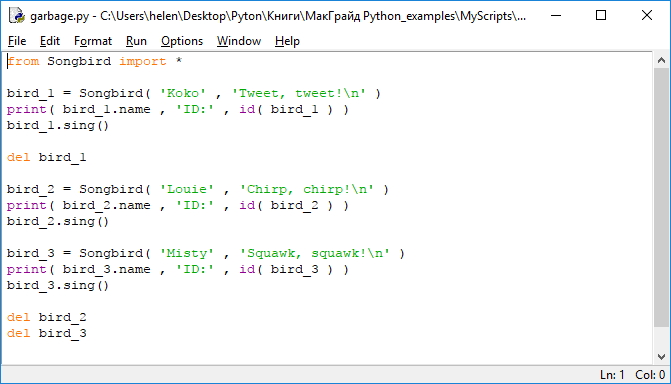 garbage.py - C:\Users\helen\Desktop\Pyton\Книги\МакГрайд Python_examples\MyScripts\...
File Edit Format Run Options Window Help
from Songbird import *
bird_1 = Songbird( 'Koko' , 'Tweet, tweet!\n' )
print( bird_1.name , 'ID:' , id( bird_1 ) )
bird_1.sing()
del bird_1
bird_2 = Songbird( 'Louie' , 'Chirp, chirp!\n' )
print( bird_2.name , 'ID:' , id( bird_2 ) )
bird_2.sing()
bird_3 = Songbird( 'Misty' , 'Squawk, squawk!\n' )
print( bird_3.name , 'ID:' , id( bird_3 ) )
bird_3.sing()
del bird_2
del bird_3
Ln: 1 Col: 0